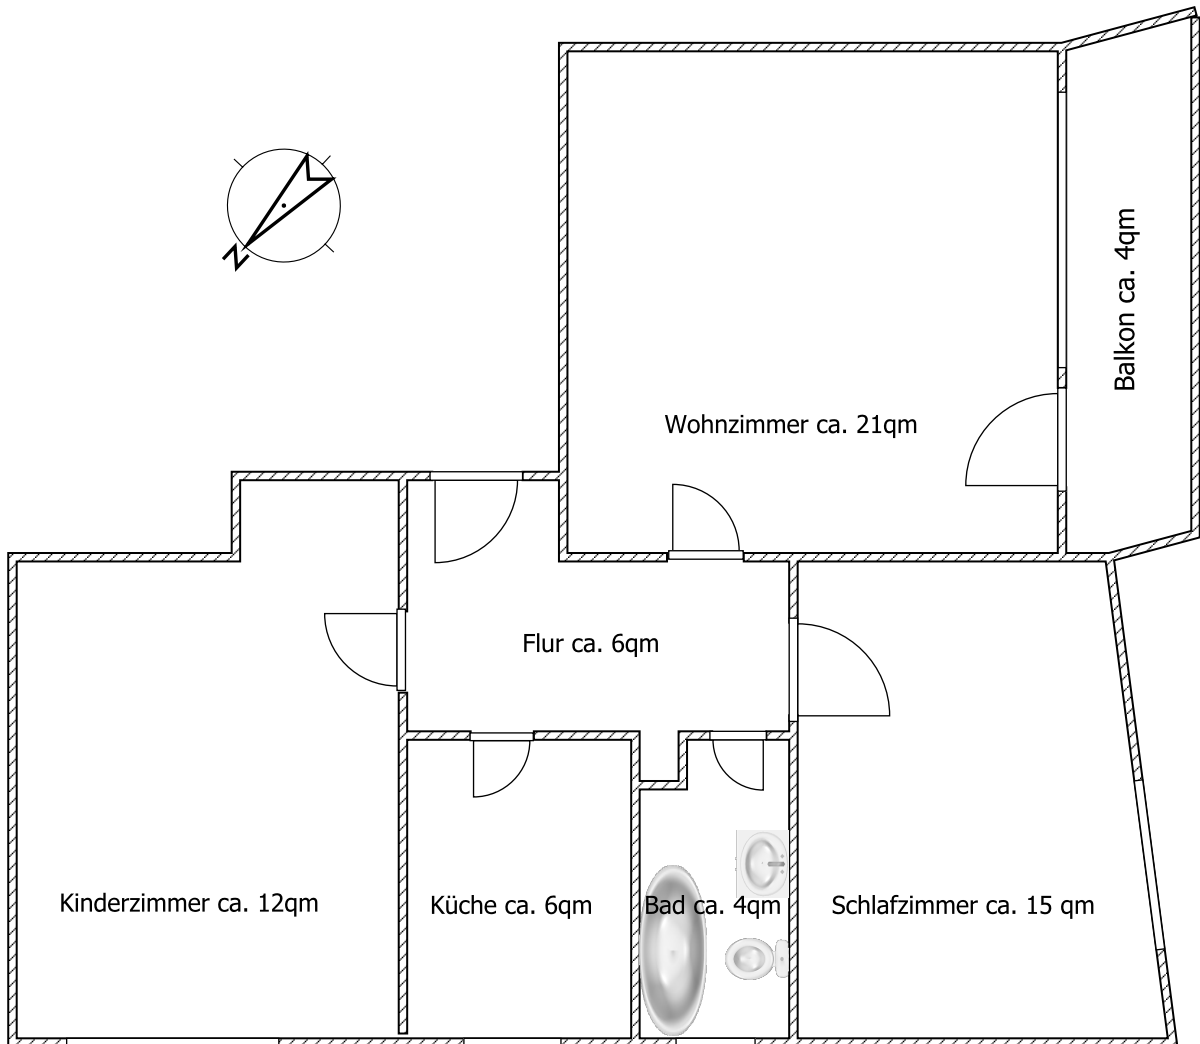 N
Balkon ca. 4qm
Wohnzimmer ca. 21qm
Flur ca. 6qm
Kinderzimmer ca. 12qm
Küche ca. 6qm
Bad ca. 4qm
Schlafzimmer ca. 15 qm